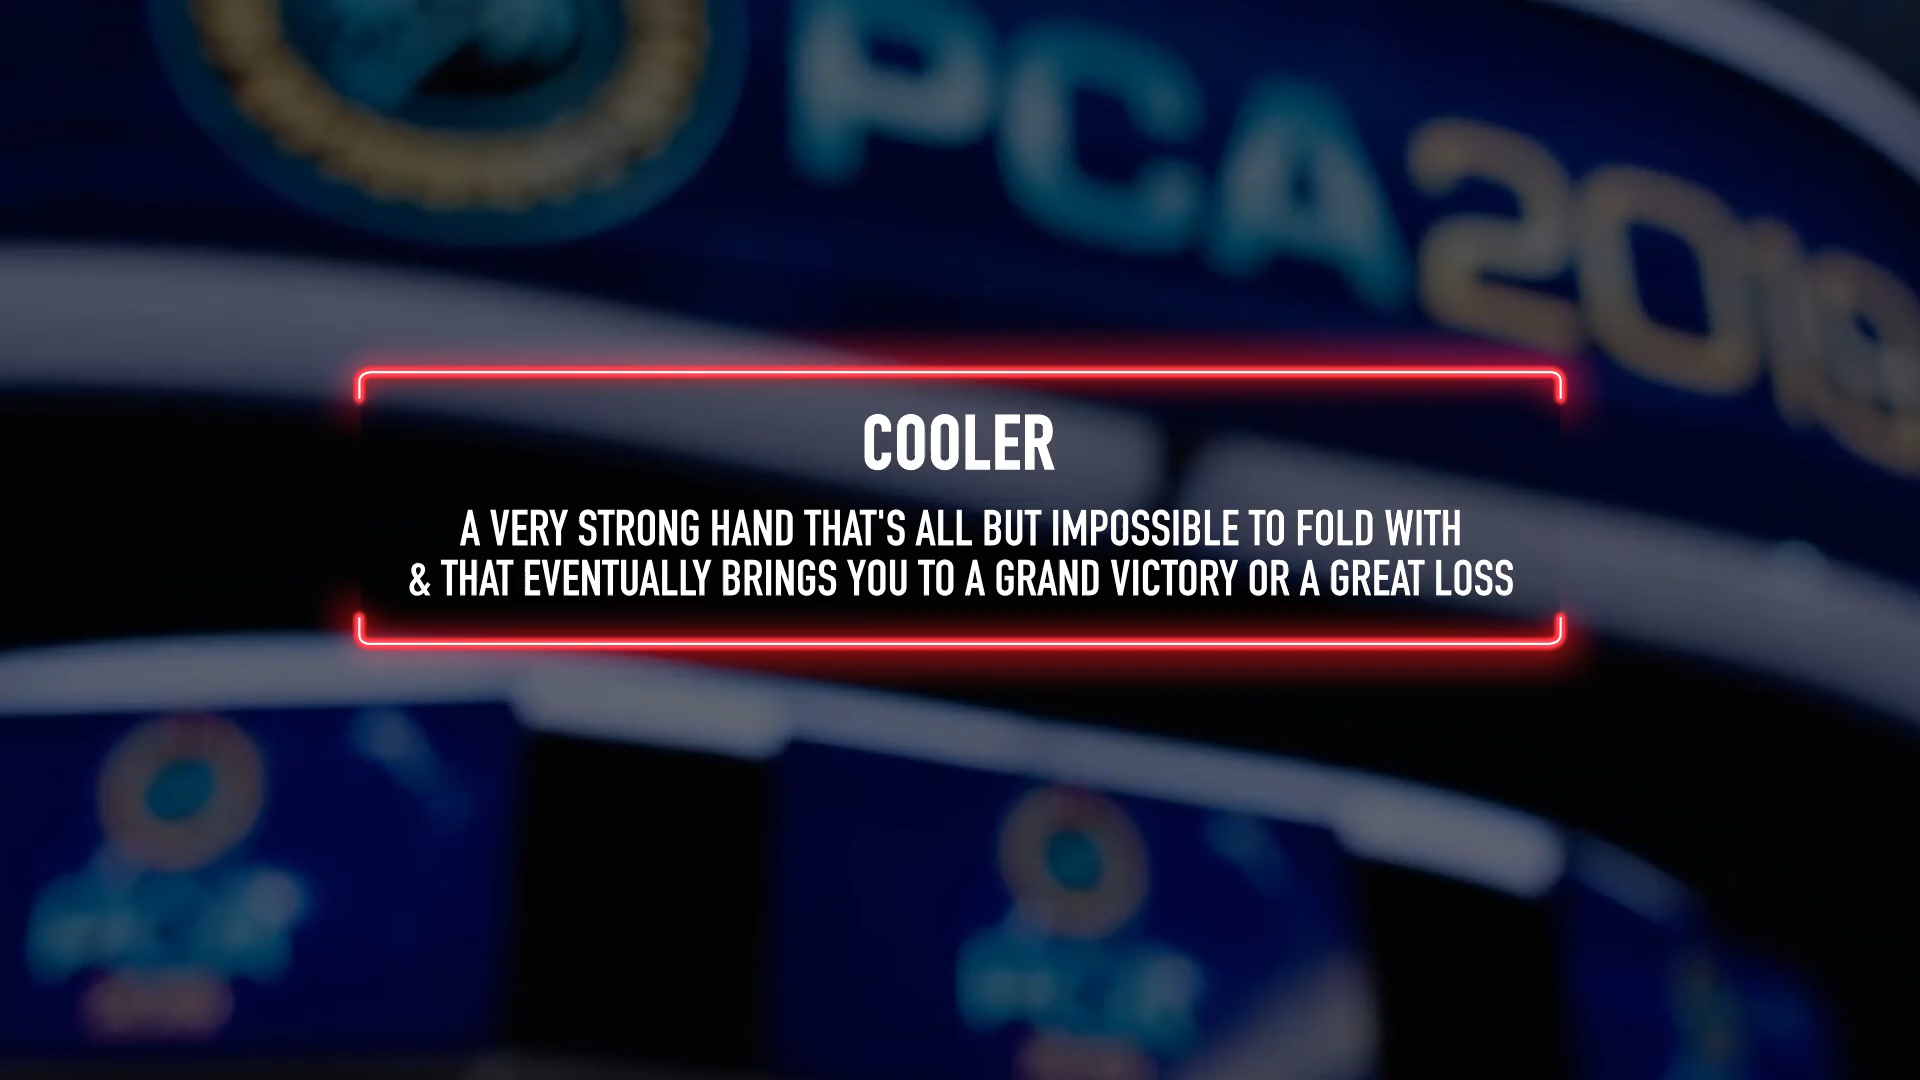 PCA 2019
COOLER
A VERY STRONG HAND THAT'S ALL BUT IMPOSSIBLE TO FOLD WITH
& THAT EVENTUALLY BRINGS YOU TO A GRAND VICTORY OR A GREAT LOSS